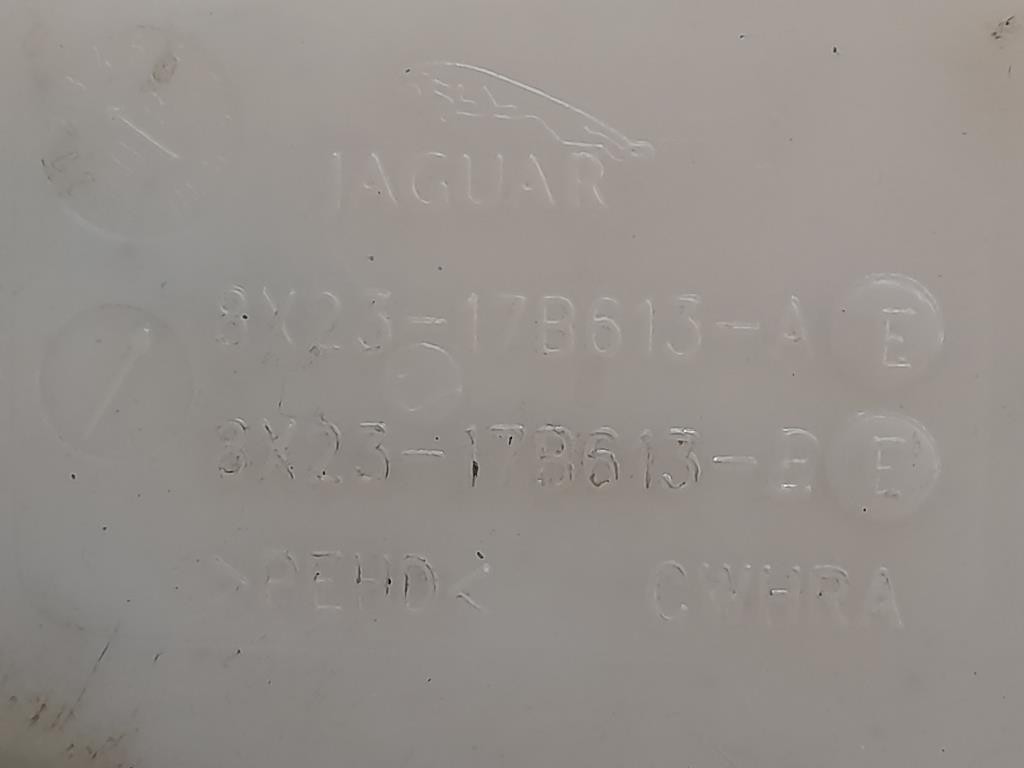 JAGUAR
8X23-17B613-A E
8X23-17B613-B E
>PEHD< CWHRA